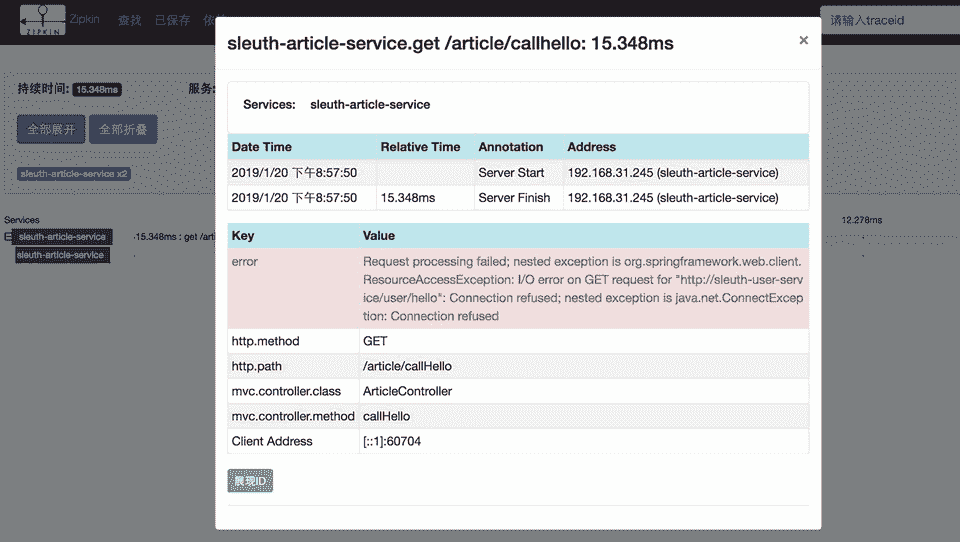 ZIPKIN
Zipkin 查找 已保存
请输入traceid
持续时间: 15.348ms 服务:
全部展开 全部折叠
sleuth-article-service x2
Services 12.278ms
sleuth-article-service 15.348ms : get /arti
sleuth-article-service
sleuth-article-service.get /article/callhello: 15.348ms ×
Services: sleuth-article-service
Date Time Relative Time Annotation Address
2019/1/20 下午8:57:50 Server Start 192.168.31.245 (sleuth-article-service)
2019/1/20 下午8:57:50 15.348ms Server Finish 192.168.31.245 (sleuth-article-service)
Key Value
error Request processing failed; nested exception is org.springframework.web.client.
ResourceAccessException: I/O error on GET request for "http://sleuth-user-serv
ice/user/hello": Connection refused; nested exception is java.net.ConnectExcep
tion: Connection refused
http.method GET
http.path /article/callHello
mvc.controller.class ArticleController
mvc.controller.method callHello
Client Address [::1]:60704
展现ID